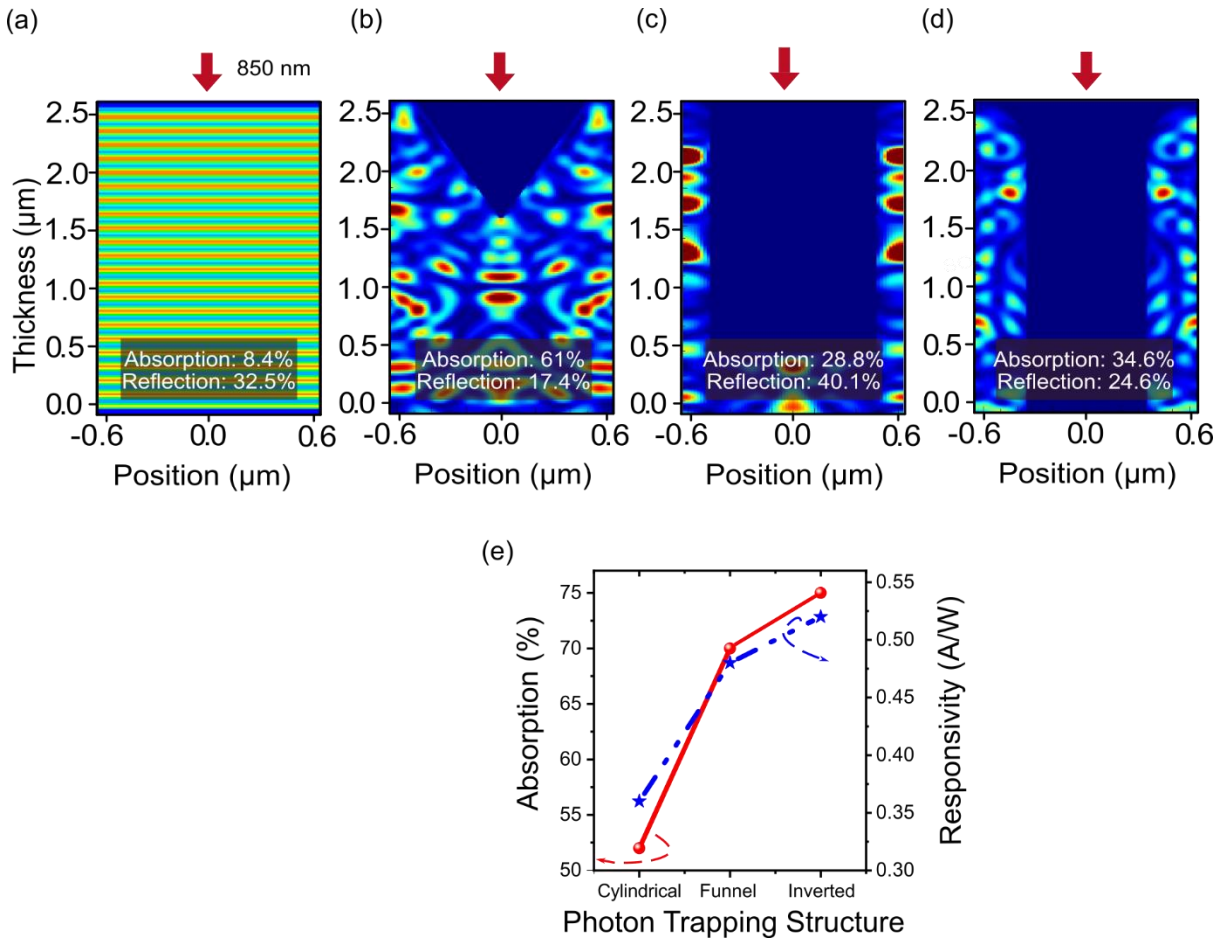 (a)
(b)
(c)
(d)
850 nm
Thickness (µm)
2.5
2.0
1.5
1.0
0.5
0.0
Absorption: 8.4%
Reflection: 32.5%
-0.6
0.0
0.6
Position (µm)
2.5
2.0
1.5
1.0
0.5
0.0
Absorption: 61%
Reflection: 17.4%
-0.6
0.0
0.6
Position (µm)
2.5
2.0
1.5
1.0
0.5
0.0
Absorption: 28.8%
Reflection: 40.1%
-0.6
0.0
0.6
Position (µm)
2.5
2.0
1.5
1.0
0.5
0.0
Absorption: 34.6%
Reflection: 24.6%
-0.6
0.0
0.6
Position (µm)
(e)
Absorption (%)
75
70
65
60
55
50
0.55
0.50
0.45
0.40
0.35
0.30
Responsivity (A/W)
Cylindrical
Funnel
Inverted
Photon Trapping Structure